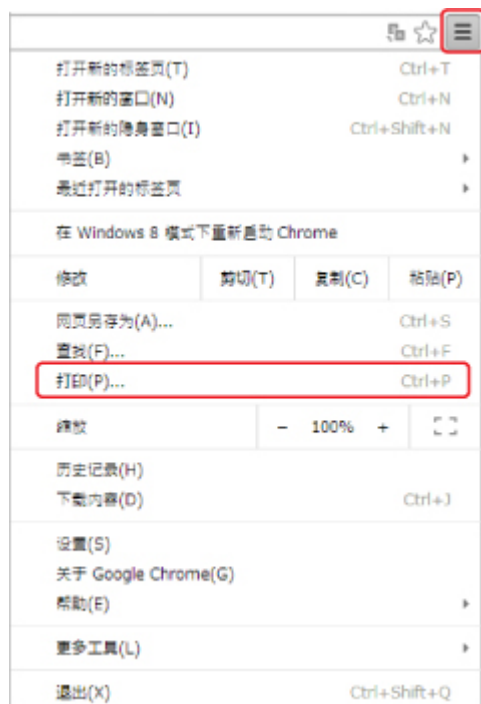 打开新的标签页(T) Ctrl+T
打开新的窗口(N) Ctrl+N
打开新的隐身窗口(I) Ctrl+Shift+N
书签(B)
最近打开的标签页
在 Windows 8 模式下重新启动 Chrome
修改 剪切(T) 复制(C) 粘贴(P)
网页另存为(A)... Ctrl+S
查找(F)... Ctrl+F
打印(P)... Ctrl+P
缩放 - 100% +
历史记录(H)
下载内容(D) Ctrl+J
设置(S)
关于 Google Chrome(G)
帮助(E)
更多工具(L)
退出(X) Ctrl+Shift+Q